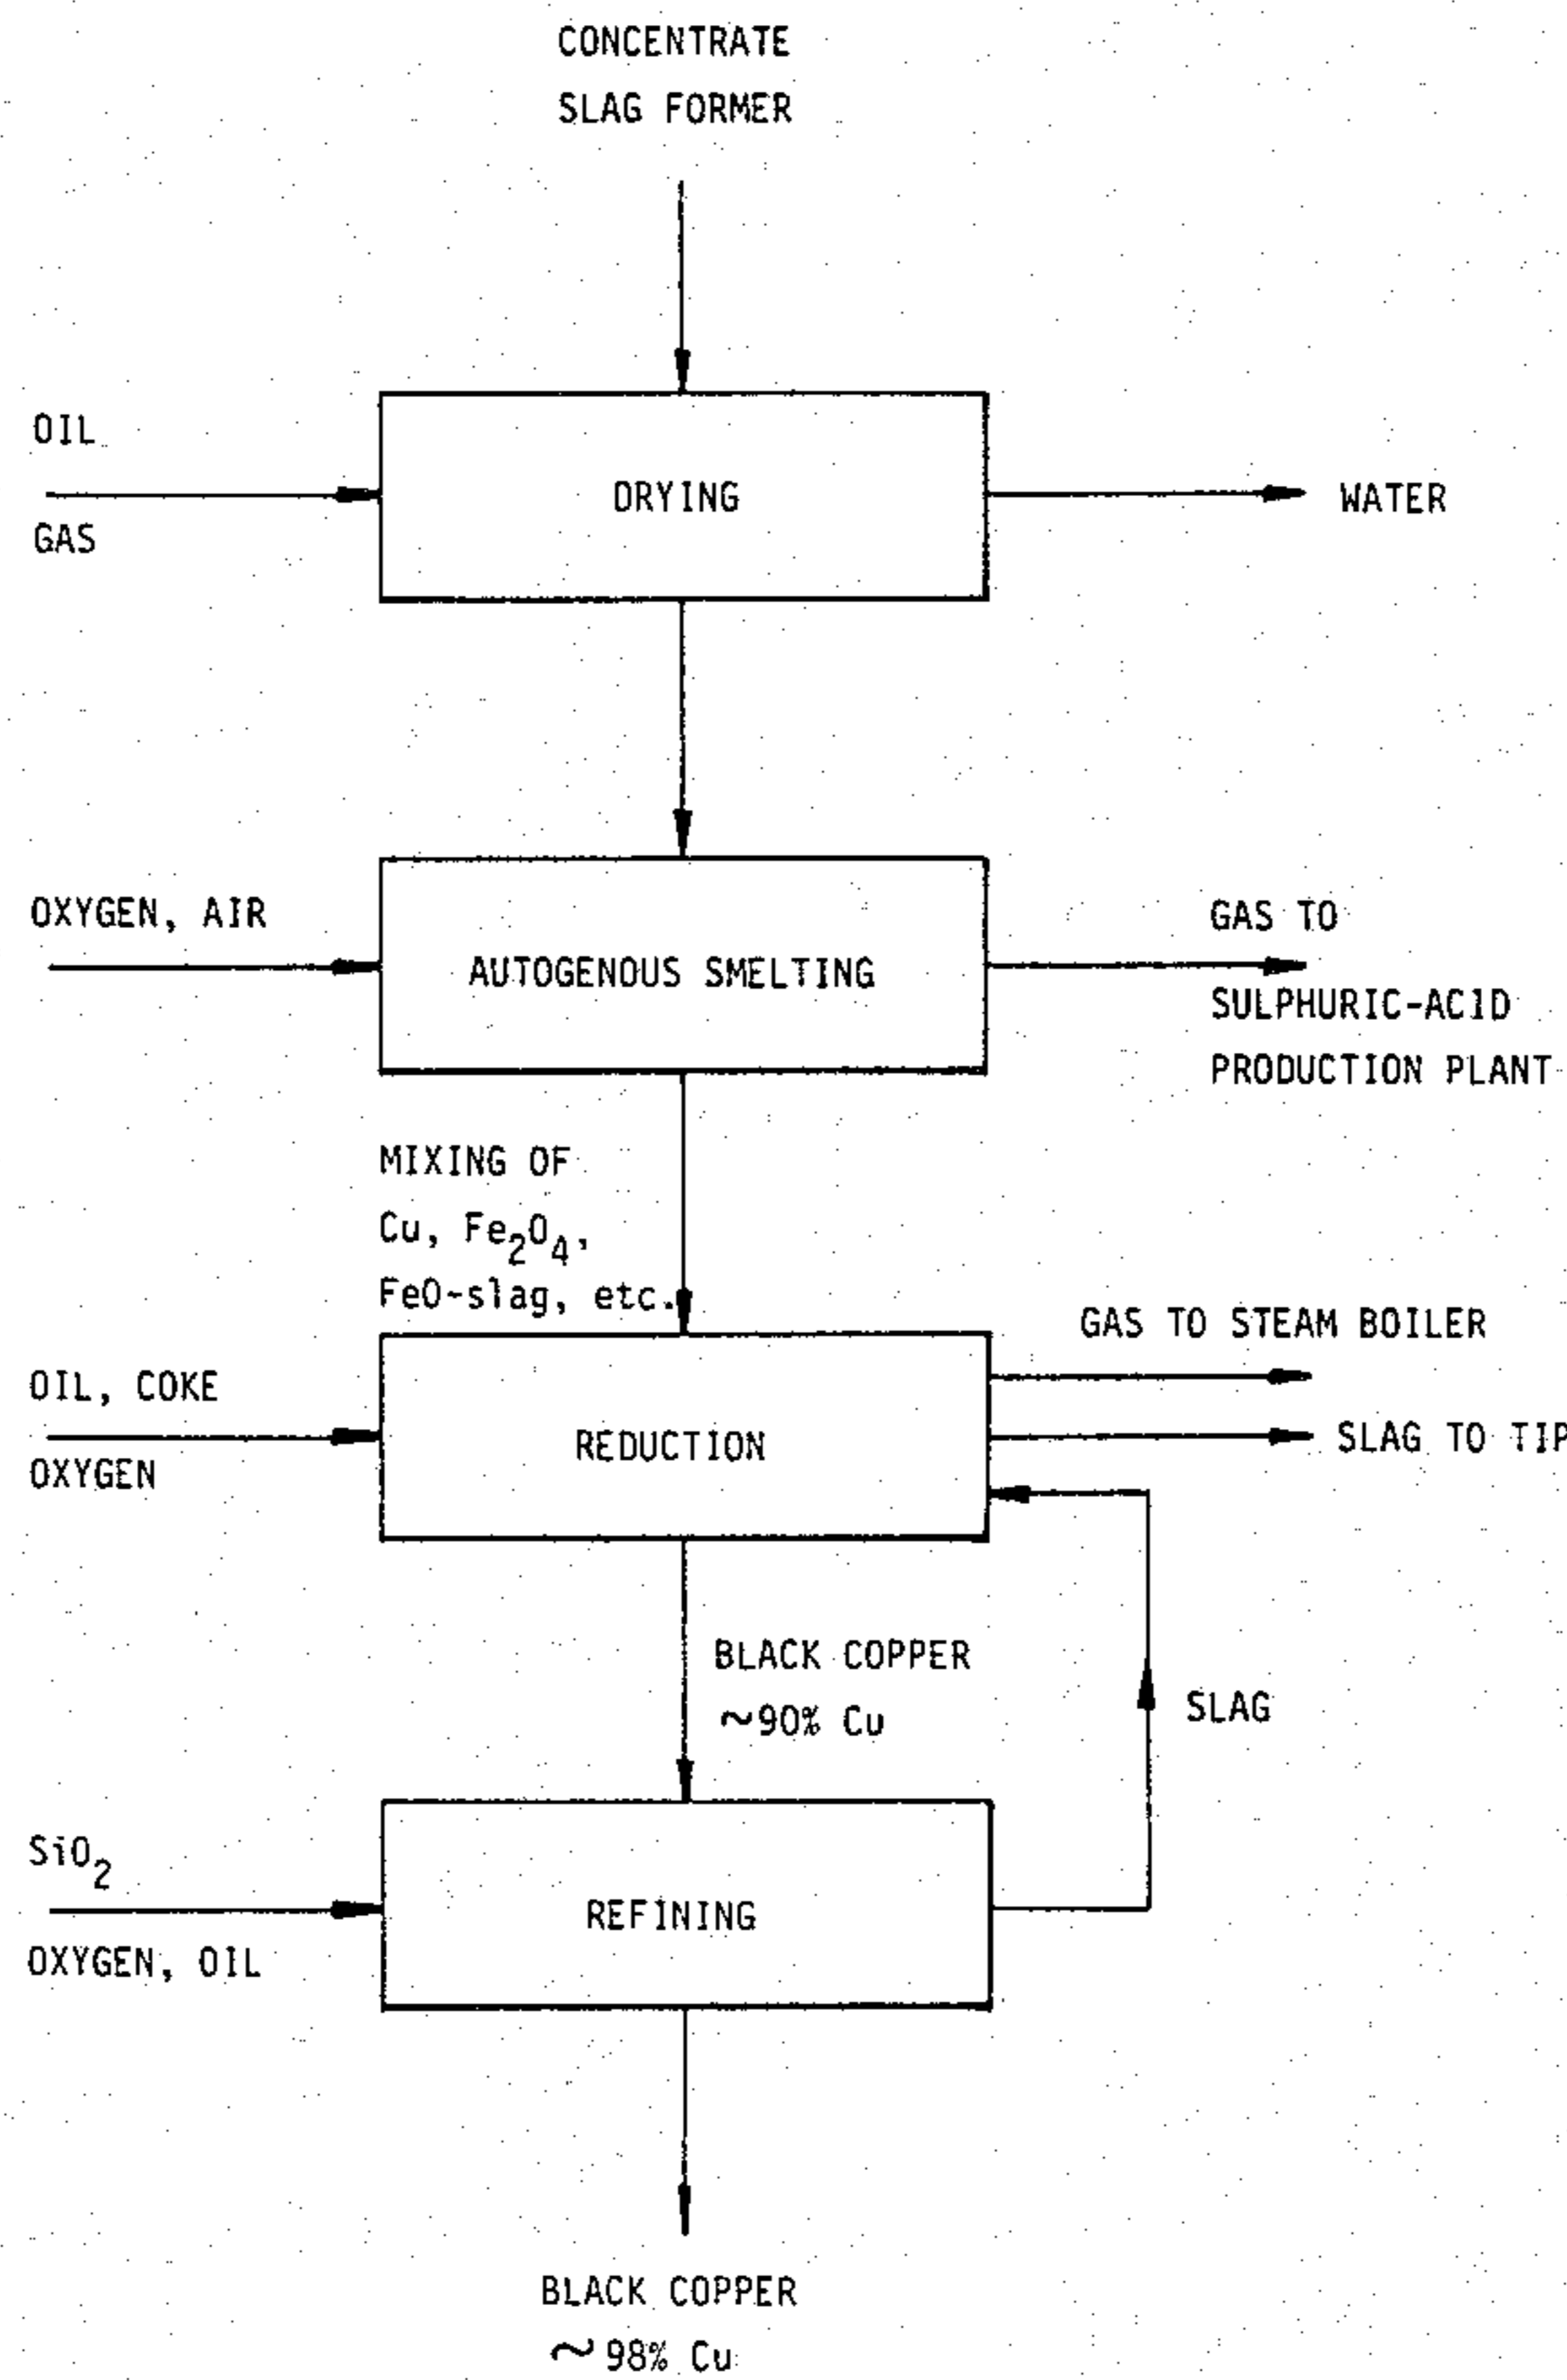 CONCENTRATE
SLAG FORMER
OIL
GAS
DRYING
WATER
OXYGEN, AIR
AUTOGENOUS SMELTING
GAS TO
SULPHURIC-ACID
PRODUCTION PLANT
MIXING OF
Cu, Fe₂O₄,
FeO-slag, etc.
GAS TO STEAM BOILER
OIL, COKE
OXYGEN
REDUCTION
SLAG TO TIP
BLACK COPPER
~90% Cu
SLAG
SiO₂
OXYGEN, OIL
REFINING
BLACK COPPER
~98% Cu